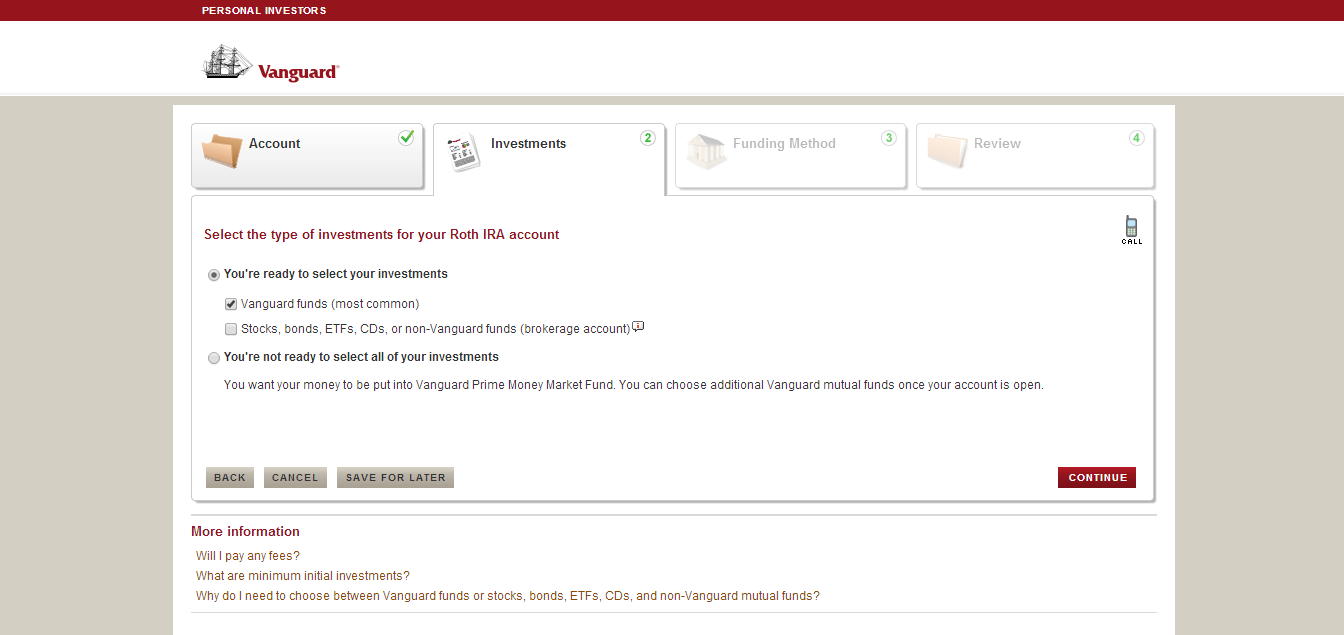 PERSONAL INVESTORS
Vanguard®
Account
Investments 2
Funding Method 3
Review 4
Select the type of investments for your Roth IRA account
CALL
You're ready to select your investments
Vanguard funds (most common)
Stocks, bonds, ETFs, CDs, or non-Vanguard funds (brokerage account)
You're not ready to select all of your investments
You want your money to be put into Vanguard Prime Money Market Fund. You can choose additional Vanguard mutual funds once your account is open.
BACK CANCEL SAVE FOR LATER CONTINUE
More information
Will I pay any fees?
What are minimum initial investments?
Why do I need to choose between Vanguard funds or stocks, bonds, ETFs, CDs, and non-Vanguard mutual funds?